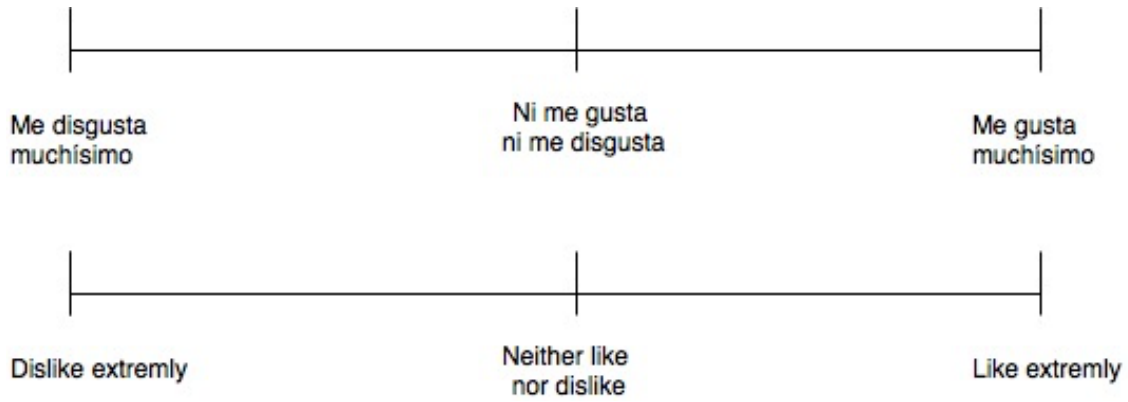 Me disgusta
muchísimo
Ni me gusta
ni me disgusta
Me gusta
muchísimo
Dislike extremly
Neither like
nor dislike
Like extremly